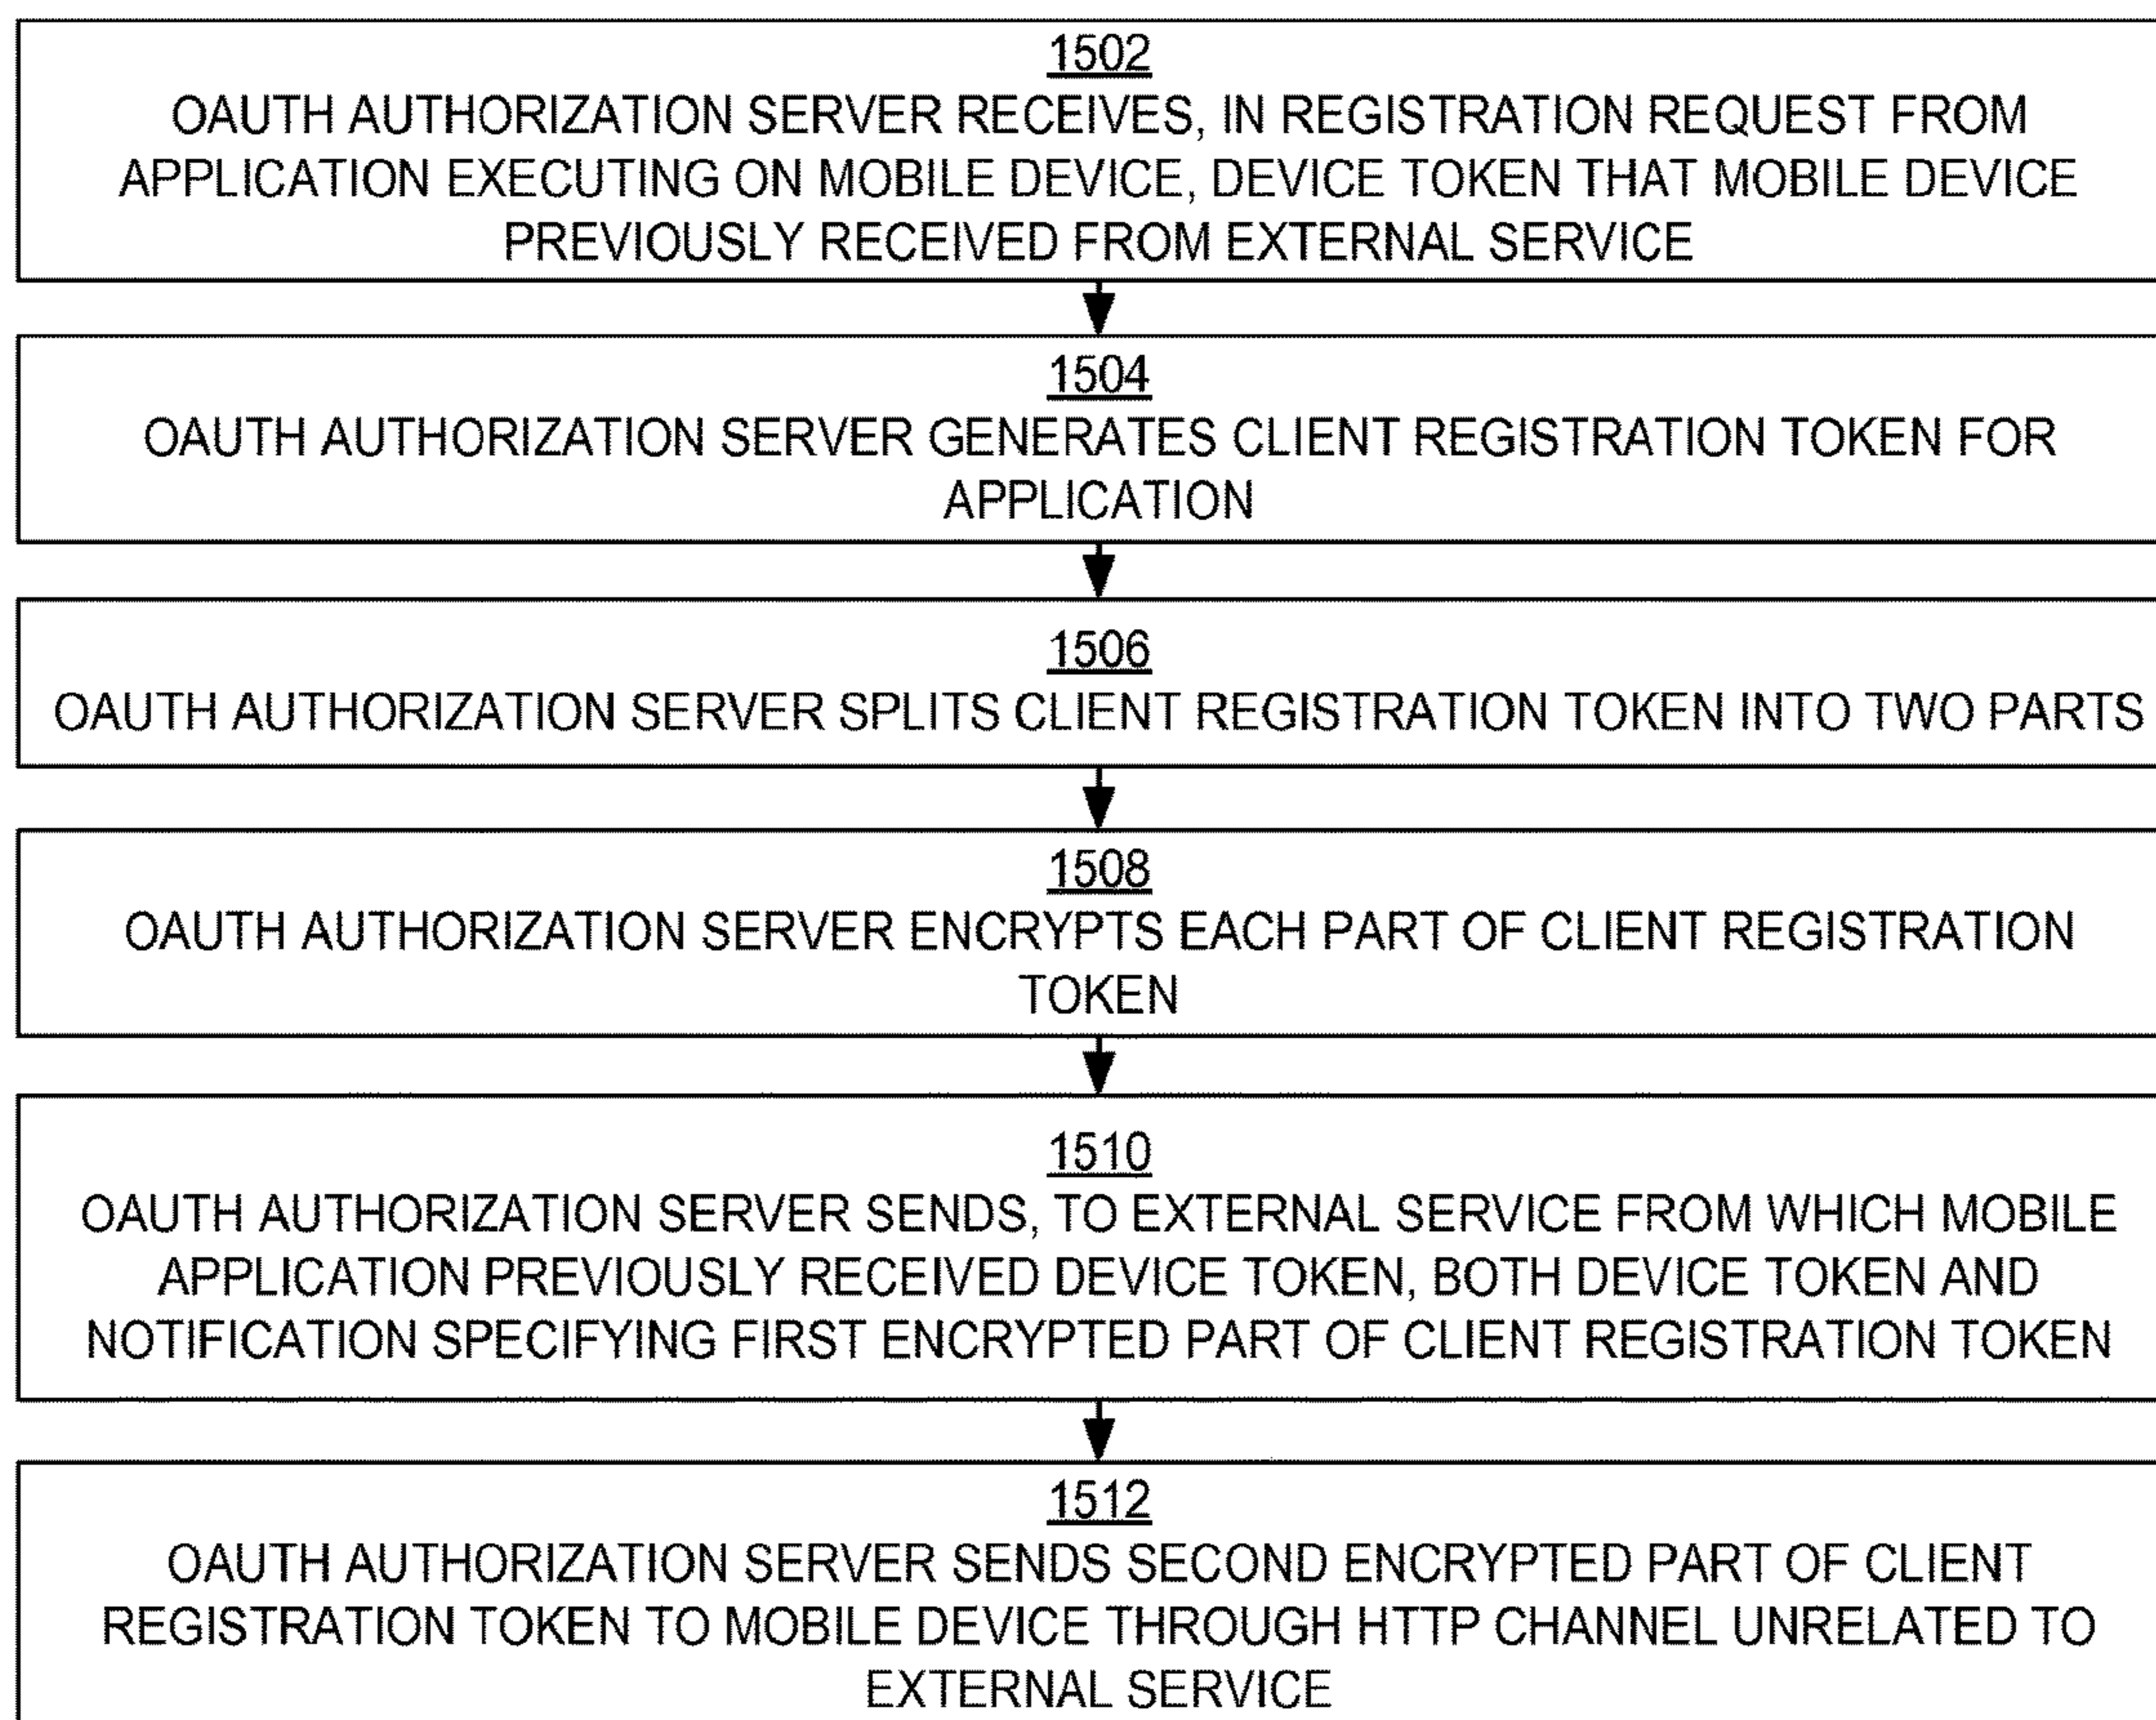 1502
OAUTH AUTHORIZATION SERVER RECEIVES, IN REGISTRATION REQUEST FROM
APPLICATION EXECUTING ON MOBILE DEVICE, DEVICE TOKEN THAT MOBILE DEVICE
PREVIOUSLY RECEIVED FROM EXTERNAL SERVICE
1504
OAUTH AUTHORIZATION SERVER GENERATES CLIENT REGISTRATION TOKEN FOR
APPLICATION
1506
OAUTH AUTHORIZATION SERVER SPLITS CLIENT REGISTRATION TOKEN INTO TWO PARTS
1508
OAUTH AUTHORIZATION SERVER ENCRYPTS EACH PART OF CLIENT REGISTRATION
TOKEN
1510
OAUTH AUTHORIZATION SERVER SENDS, TO EXTERNAL SERVICE FROM WHICH MOBILE
APPLICATION PREVIOUSLY RECEIVED DEVICE TOKEN, BOTH DEVICE TOKEN AND
NOTIFICATION SPECIFYING FIRST ENCRYPTED PART OF CLIENT REGISTRATION TOKEN
1512
OAUTH AUTHORIZATION SERVER SENDS SECOND ENCRYPTED PART OF CLIENT
REGISTRATION TOKEN TO MOBILE DEVICE THROUGH HTTP CHANNEL UNRELATED TO
EXTERNAL SERVICE